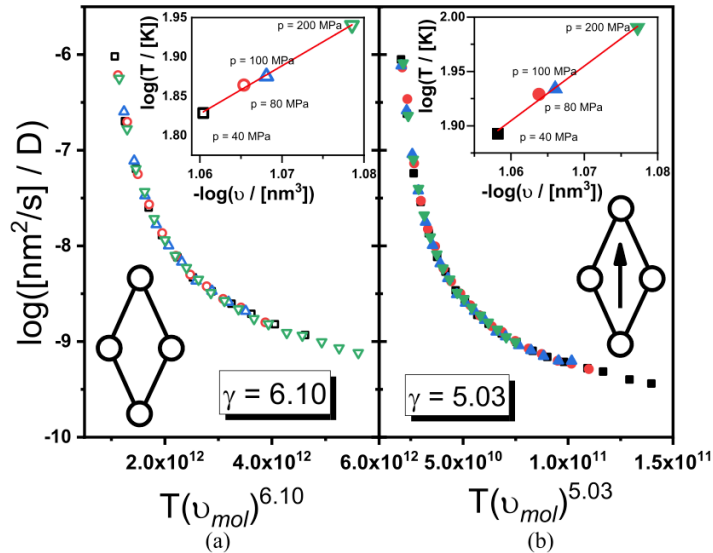 log([nm²/s] / D)
-6
-7
-8
-9
-10
log(T / [K])
1.95
1.90
1.85
1.80
p = 200 MPa
p = 100 MPa
p = 80 MPa
p = 40 MPa
1.06
1.07
1.08
-log(υ / [nm³])
γ = 6.10
2.0x10¹²
4.0x10¹²
6.0x10¹²
T(υ_mol)^6.10
(a)
log(T / [K])
2.00
1.95
1.90
p = 200 MPa
p = 100 MPa
p = 80 MPa
p = 40 MPa
1.06
1.07
1.08
-log(υ / [nm³])
γ = 5.03
5.0x10¹⁰
1.0x10¹¹
1.5x10¹¹
T(υ_mol)^5.03
(b)